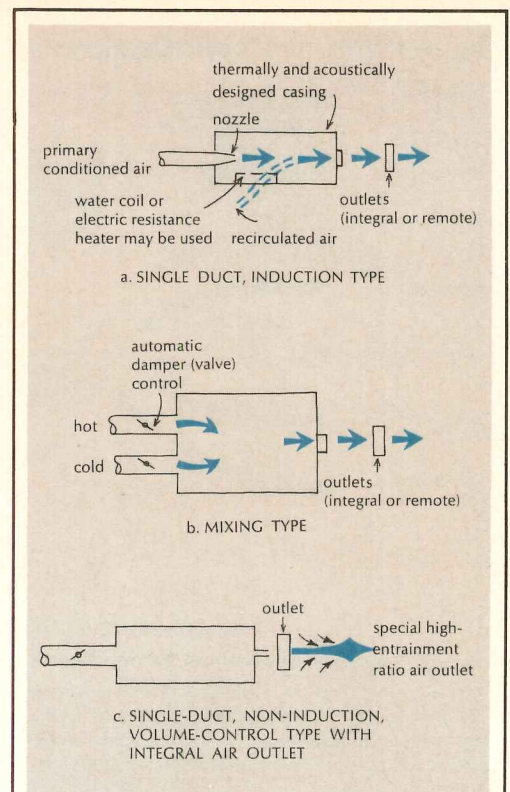 thermally and acoustically
designed casing
nozzle
primary
conditioned air
water coil or
electric resistance
heater may be used
recirculated air
outlets
(integral or remote)
a. SINGLE DUCT, INDUCTION TYPE
automatic
damper (valve)
control
hot
cold
outlets
(integral or remote)
b. MIXING TYPE
outlet
special high-
entrainment
ratio air outlet
c. SINGLE-DUCT, NON-INDUCTION,
VOLUME-CONTROL TYPE WITH
INTEGRAL AIR OUTLET